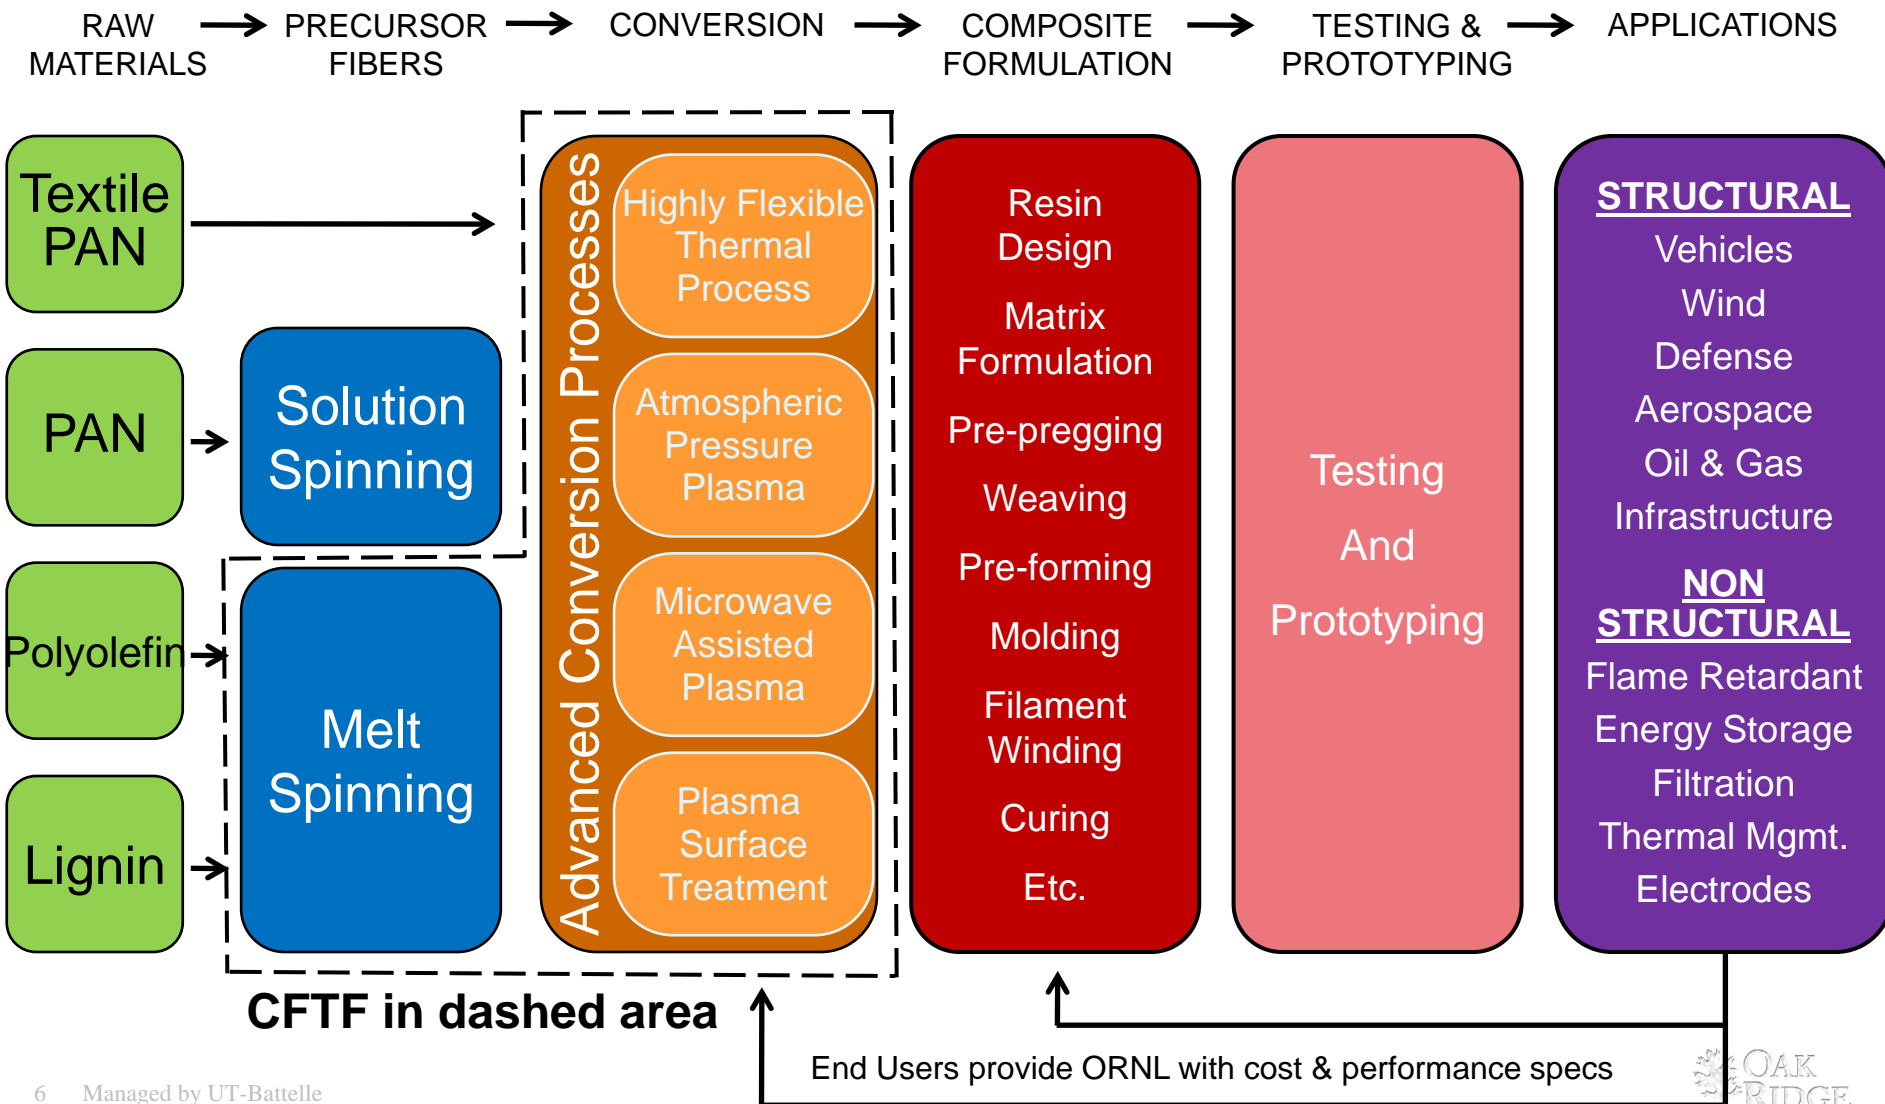 RAW
MATERIALS
PRECURSOR
FIBERS
CONVERSION
COMPOSITE
FORMULATION
TESTING &
PROTOTYPING
APPLICATIONS
Textile
PAN
PAN
Polyolefin
Lignin
Solution
Spinning
Melt
Spinning
Advanced Conversion Processes
Highly Flexible
Thermal
Process
Atmospheric
Pressure
Plasma
Microwave
Assisted
Plasma
Plasma
Surface
Treatment
Resin
Design
Matrix
Formulation
Pre-pregging
Weaving
Pre-forming
Molding
Filament
Winding
Curing
Etc.
Testing
And
Prototyping
STRUCTURAL
Vehicles
Wind
Defense
Aerospace
Oil & Gas
Infrastructure
NON
STRUCTURAL
Flame Retardant
Energy Storage
Filtration
Thermal Mgmt.
Electrodes
CFTF in dashed area
End Users provide ORNL with cost & performance specs
6 Managed by UT-Battelle
OAK
RIDGE